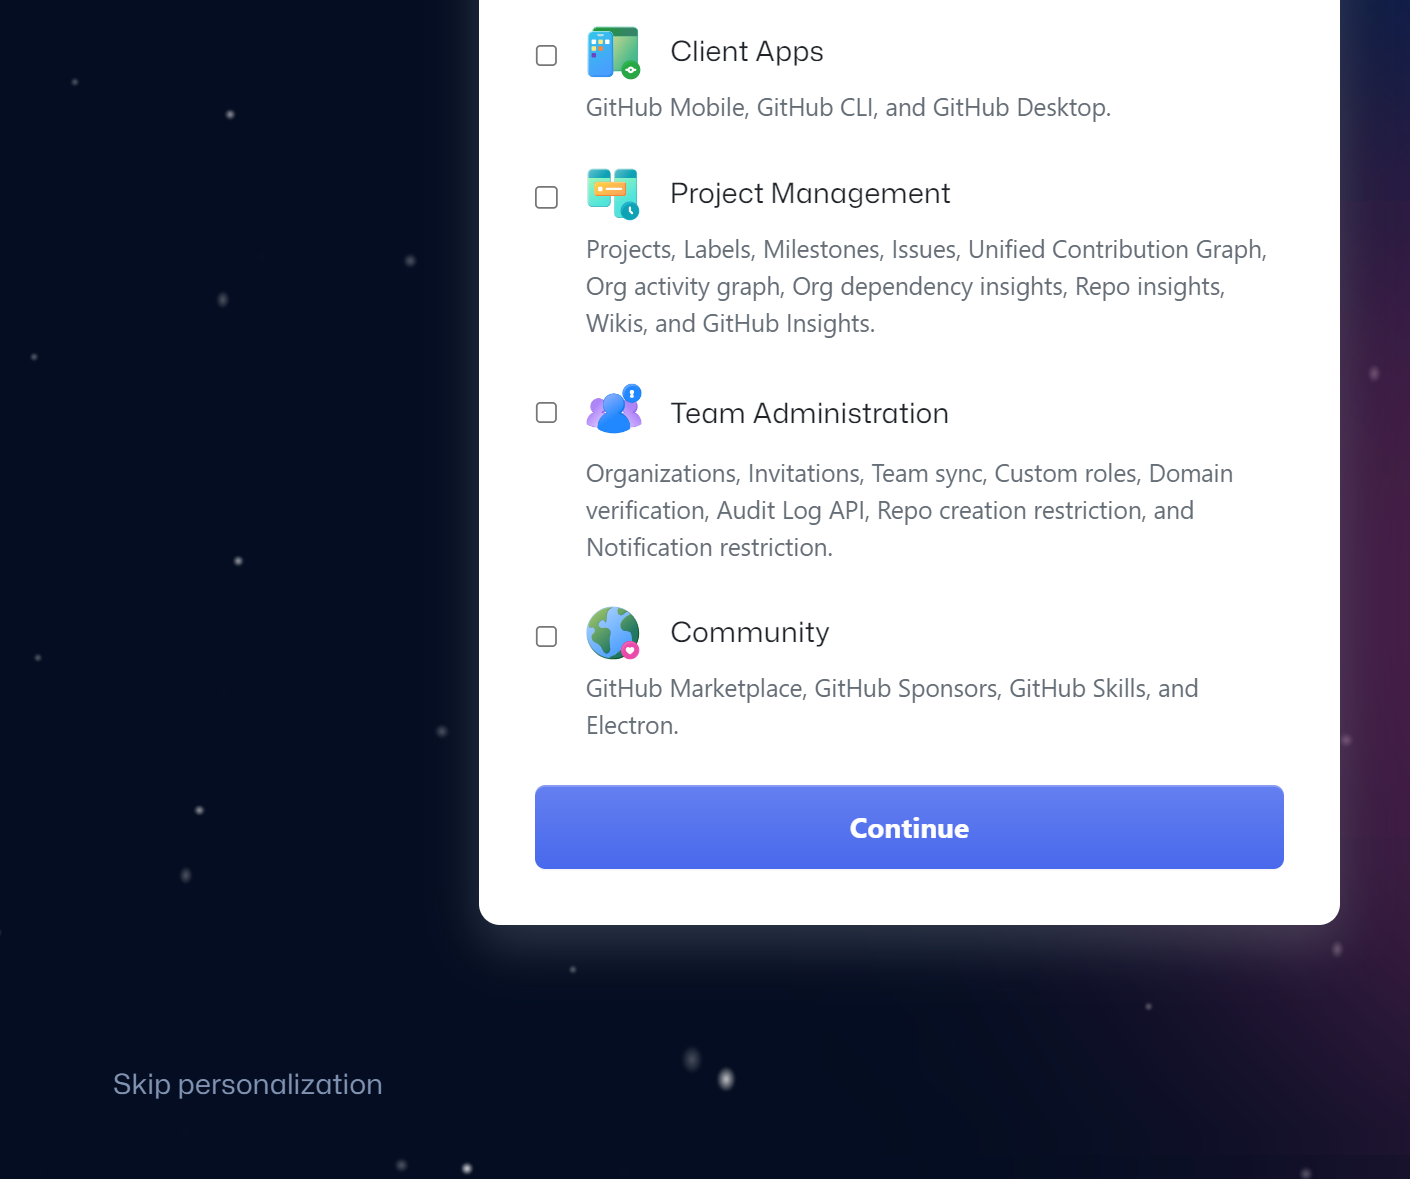 Client Apps
GitHub Mobile, GitHub CLI, and GitHub Desktop.
Project Management
Projects, Labels, Milestones, Issues, Unified Contribution Graph,
Org activity graph, Org dependency insights, Repo insights,
Wikis, and GitHub Insights.
Team Administration
Organizations, Invitations, Team sync, Custom roles, Domain
verification, Audit Log API, Repo creation restriction, and
Notification restriction.
Community
GitHub Marketplace, GitHub Sponsors, GitHub Skills, and
Electron.
Continue
Skip personalization